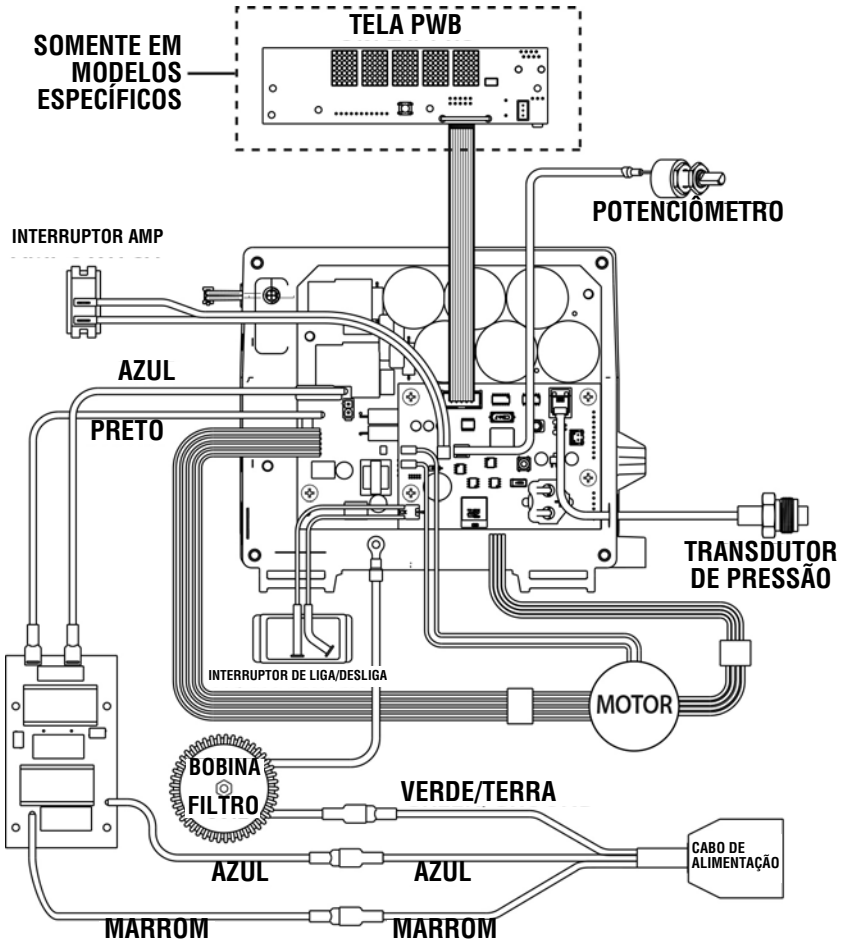 TELA PWB
SOMENTE EM
MODELOS
ESPECÍFICOS
POTENCIÔMETRO
INTERRUPTOR AMP
AZUL
PRETO
TRANSDUTOR
DE PRESSÃO
INTERRUPTOR DE LIGA/DESLIGA
MOTOR
BOBINA
FILTRO
VERDE/TERRA
CABO DE
ALIMENTAÇÃO
AZUL
AZUL
MARROM
MARROM